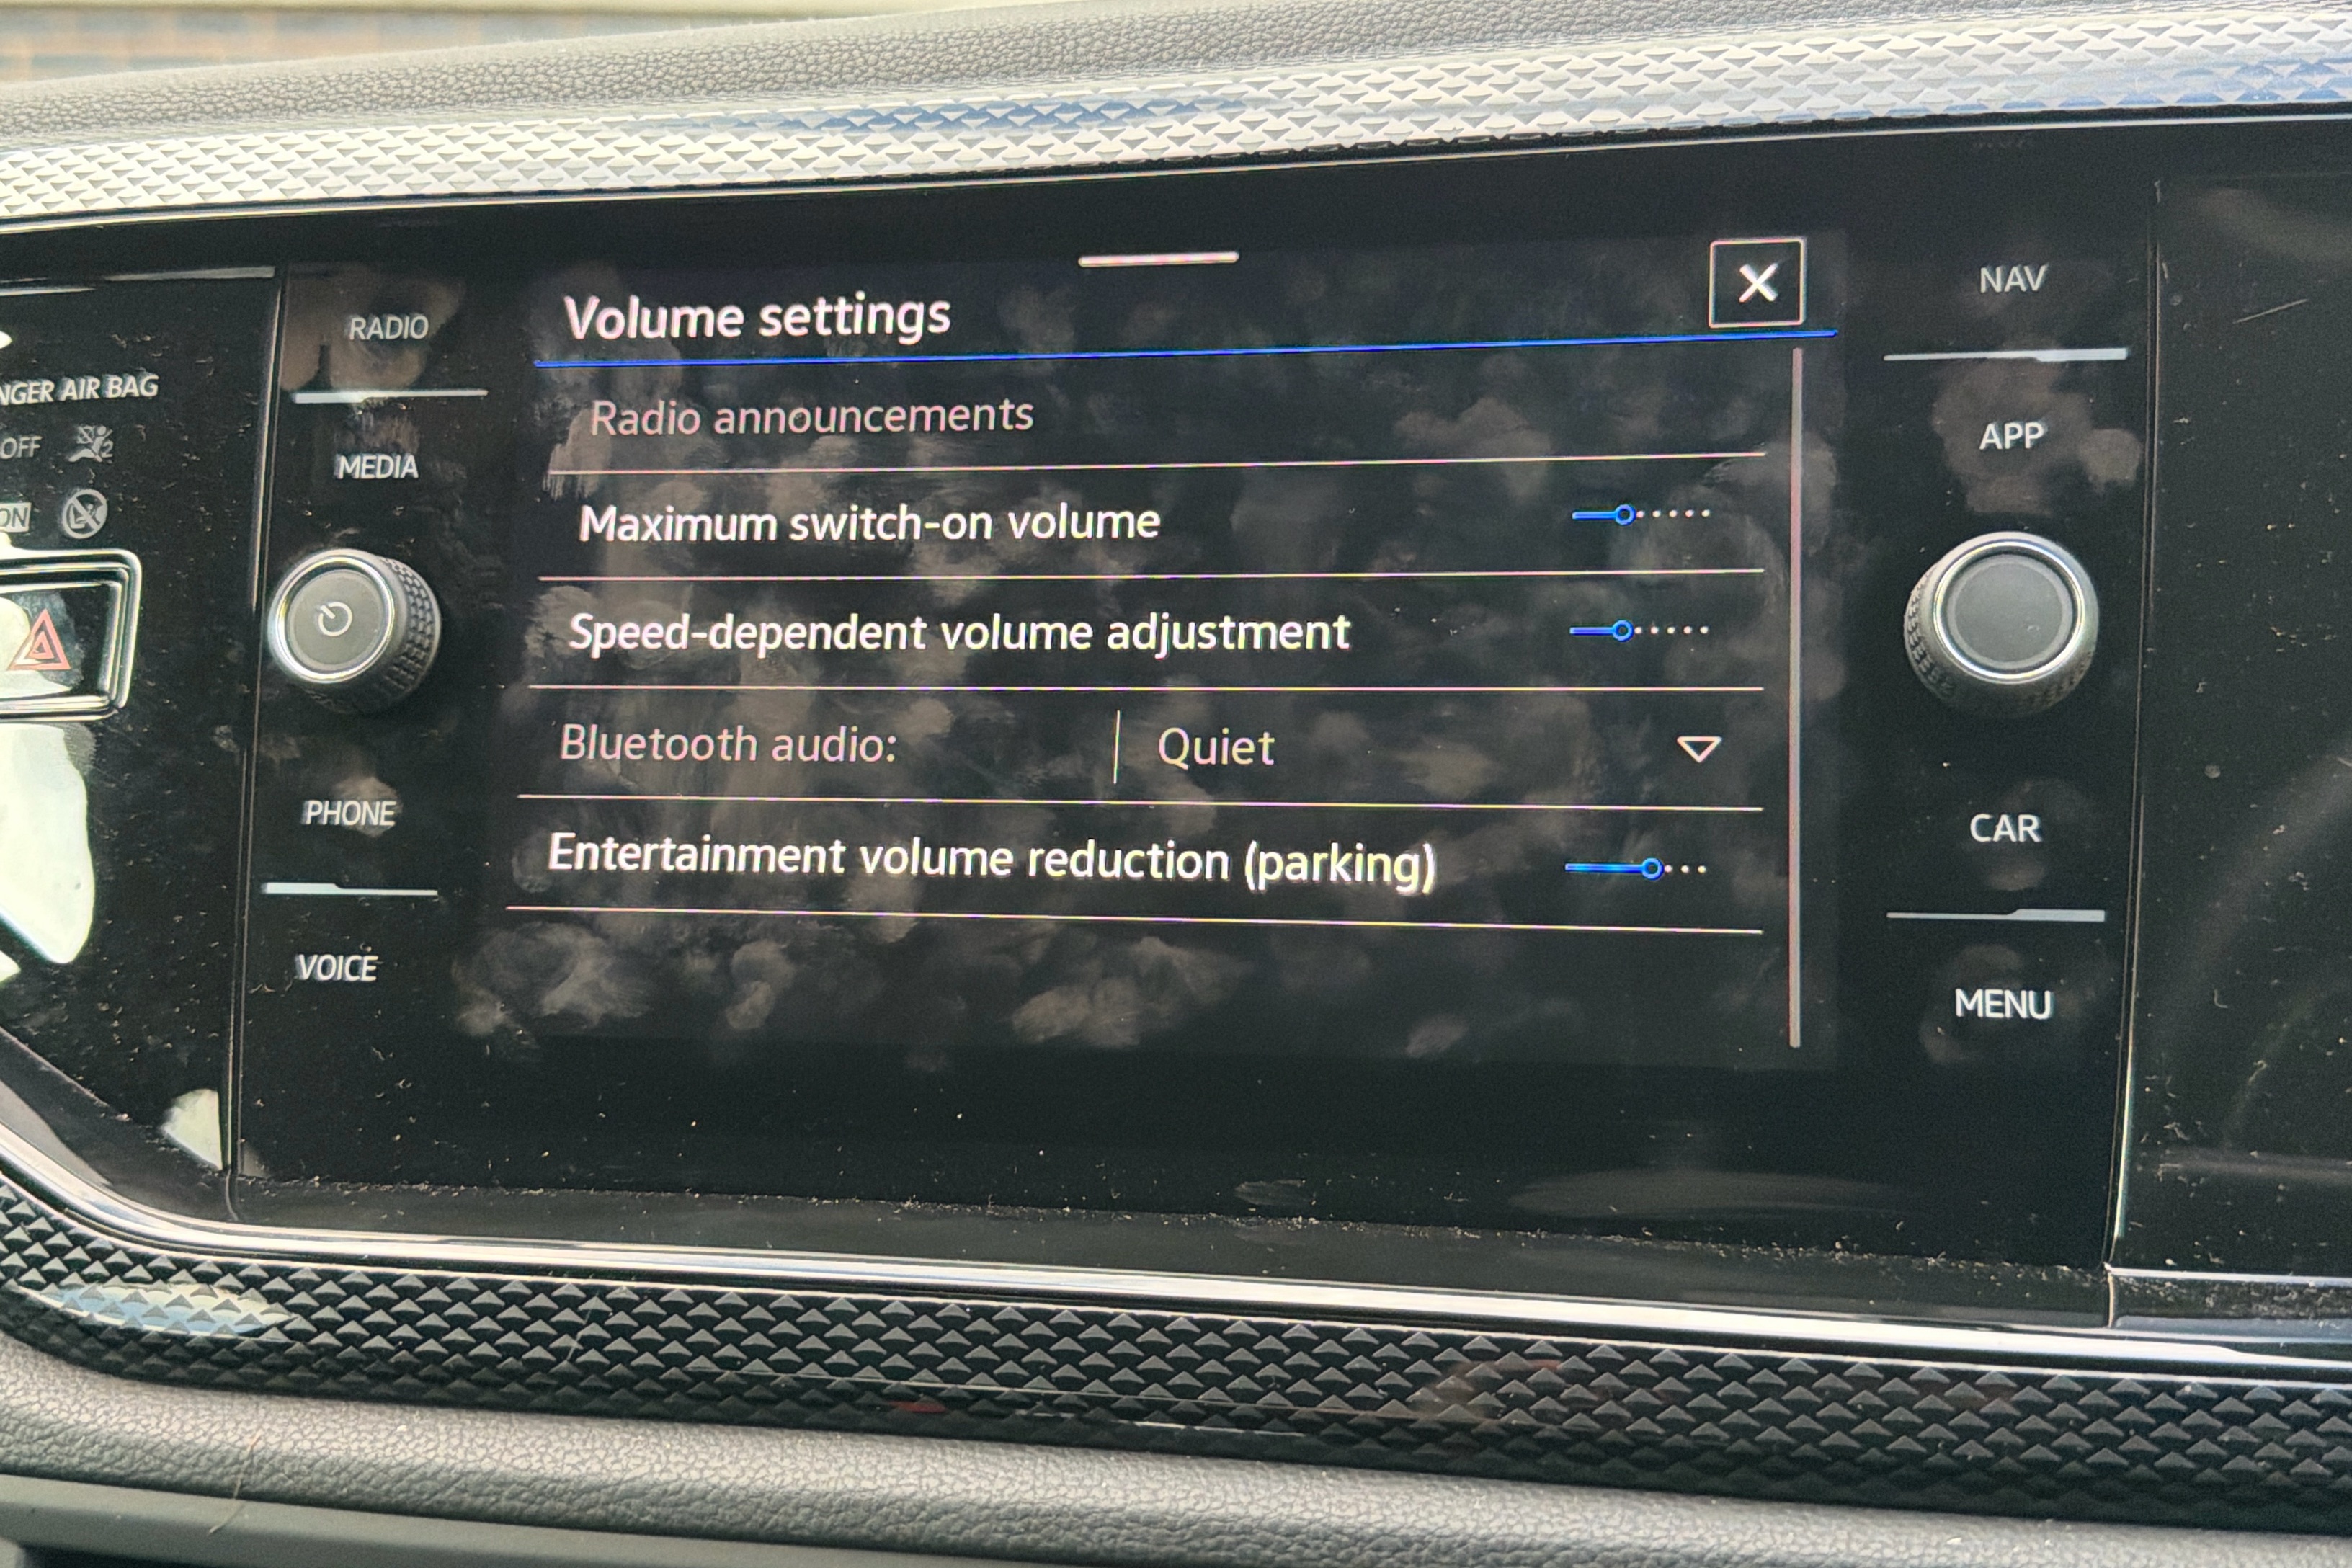 Volume settings
Radio announcements
Maximum switch-on volume
Speed-dependent volume adjustment
Bluetooth audio: Quiet
Entertainment volume reduction (parking)
RADIO
MEDIA
PHONE
VOICE
NAV
APP
CAR
MENU
AIR BAG
OFF
ON